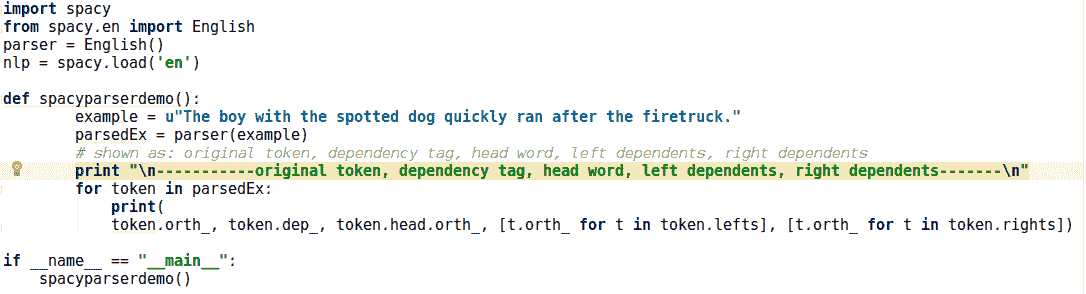 import spacy
from spacy.en import English
parser = English()
nlp = spacy.load('en')

def spacyparserdemo():
        example = u"The boy with the spotted dog quickly ran after the firetruck."
        parsedEx = parser(example)
        # shown as: original token, dependency tag, head word, left dependents, right dependents
        print "\n-----------original token, dependency tag, head word, left dependents, right dependents-------\n"
        for token in parsedEx:
            print(
            token.orth_, token.dep_, token.head.orth_, [t.orth_ for t in token.lefts], [t.orth_ for t in token.rights])

if __name__ == "__main__":
    spacyparserdemo()